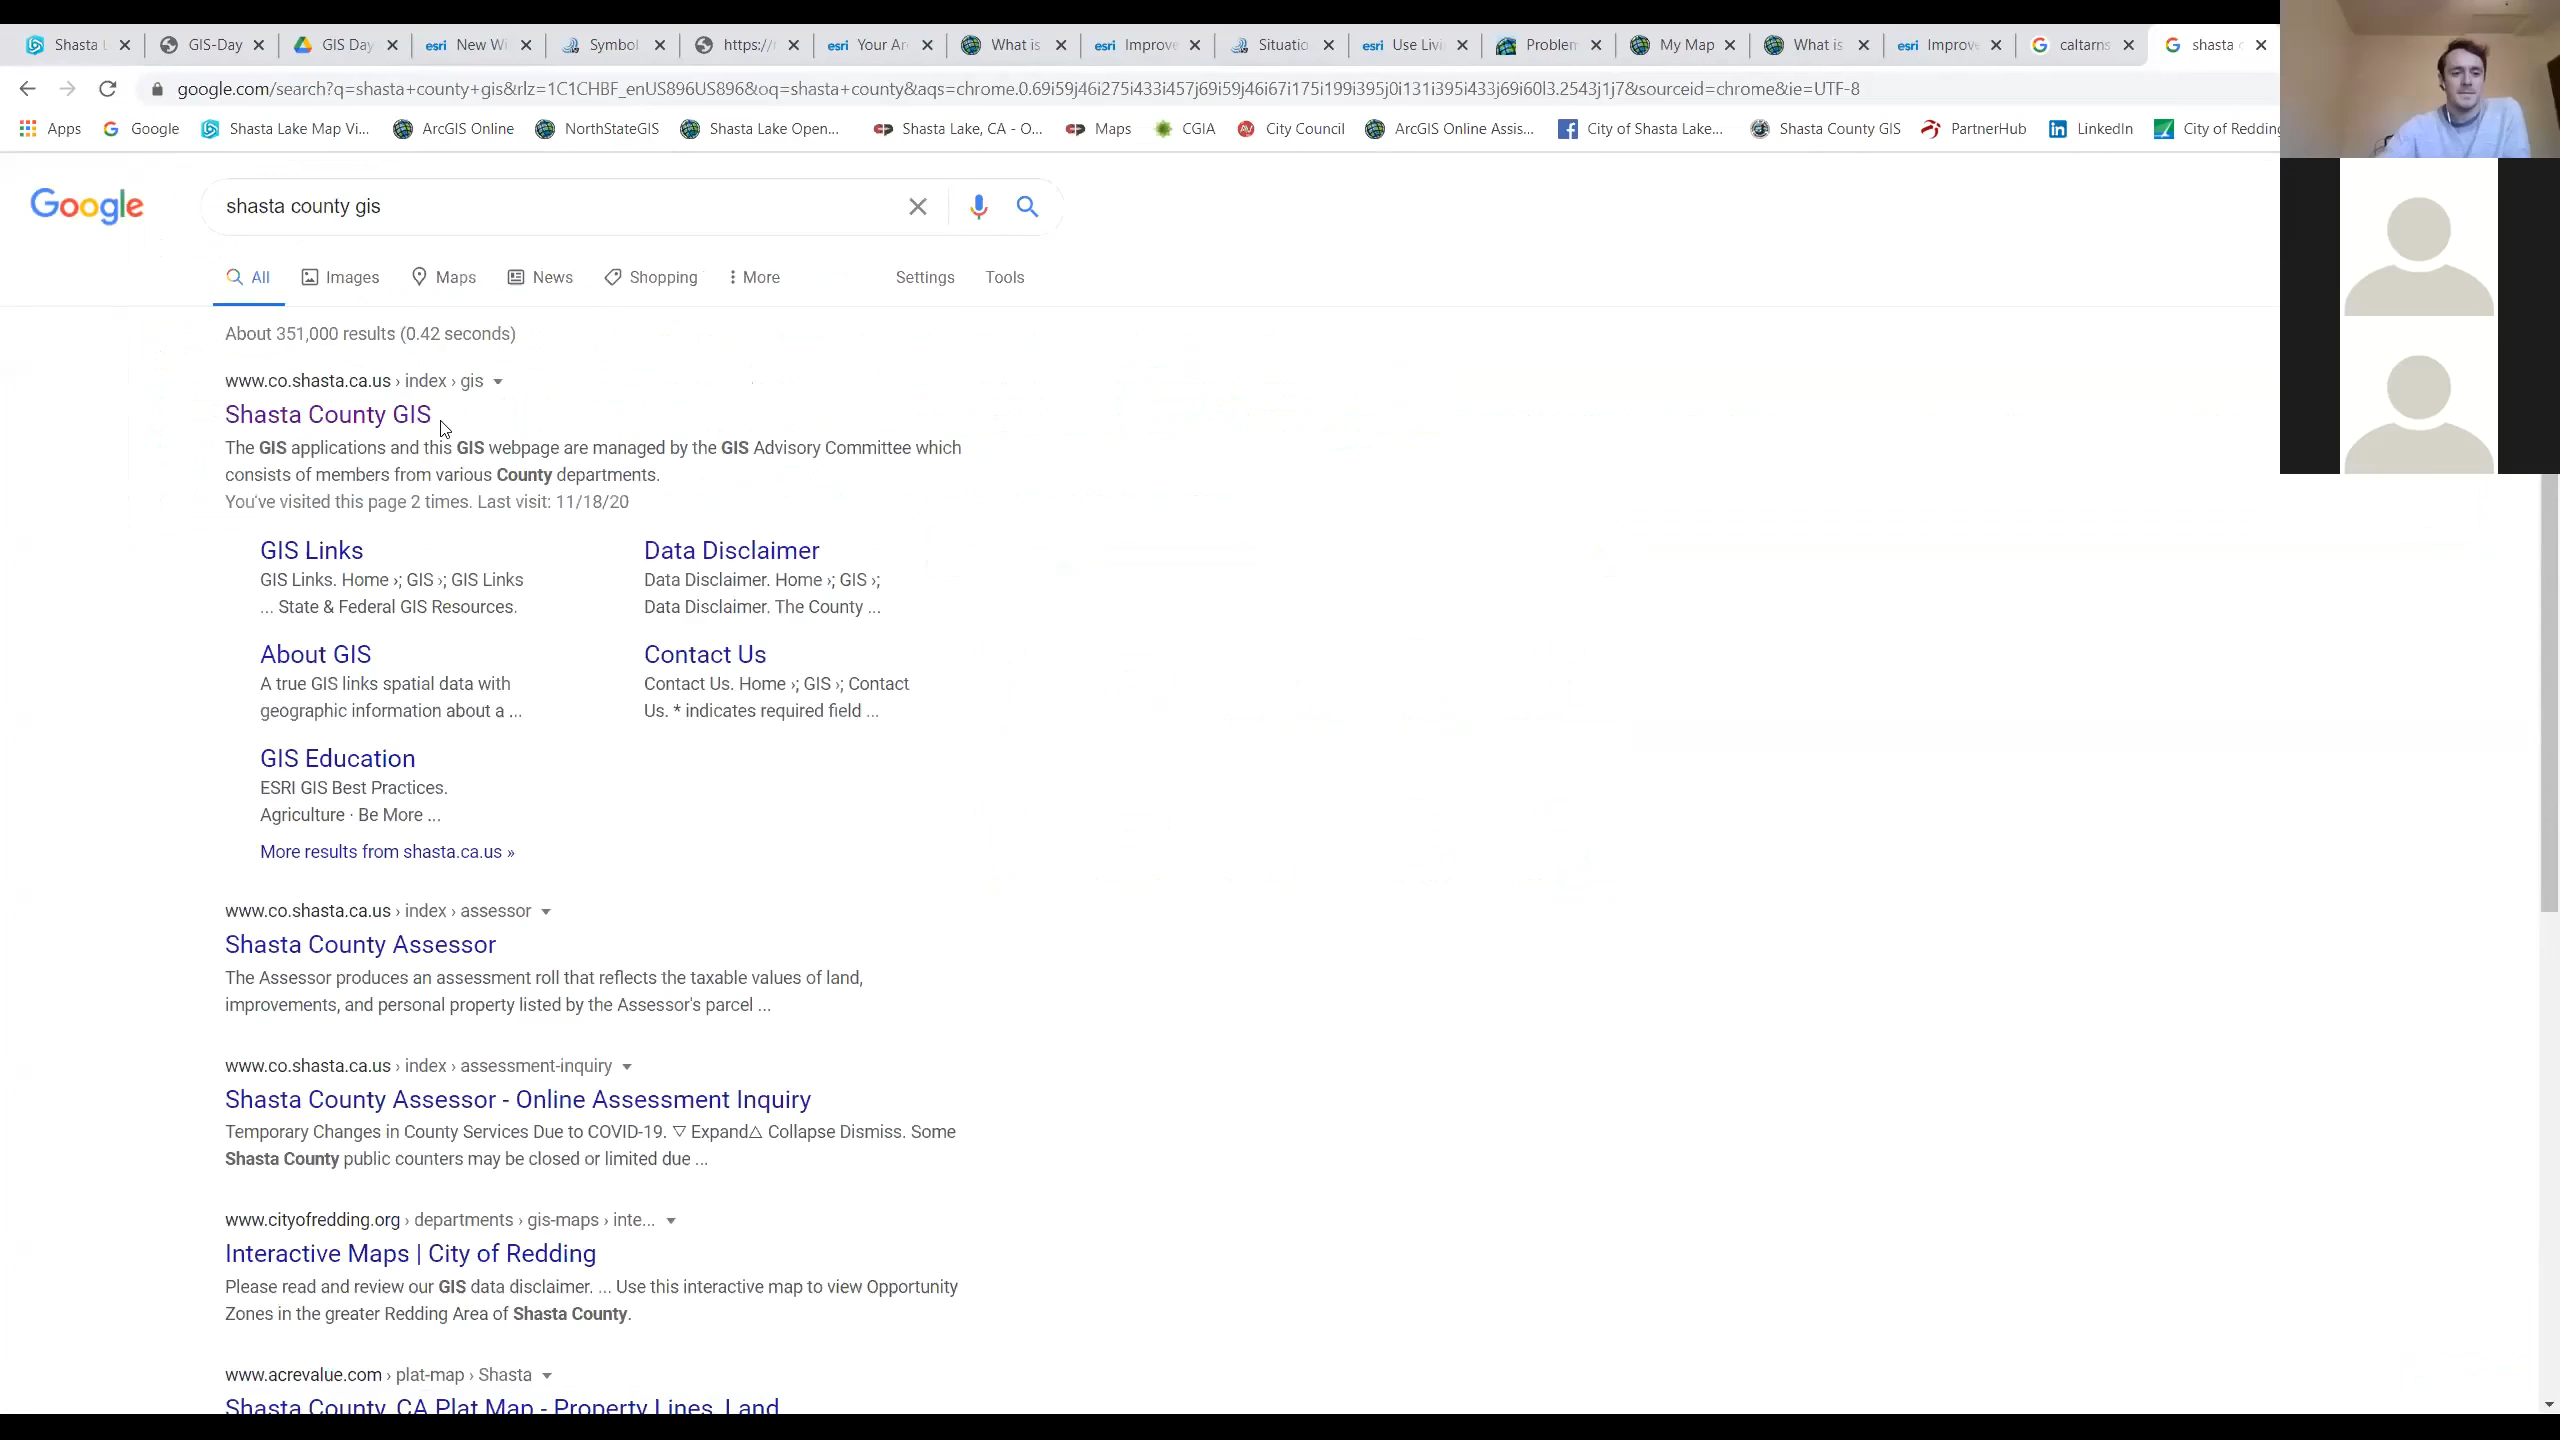 Shasta L
GIS-Day
GIS Day
esri New Wi
Symbol
https://r
esri Your Ar
What is
esri Improve
Situatio
esri Use Livi
Problem
My Map
What is
esri Improve
caltarns
shasta c
google.com/search?q=shasta+county+gis&rlz=1C1CHBF_enUS896US896&oq=shasta+county&aqs=chrome.0.69i59j46i275i433i457j69i59j46i67i175i199i395j0i131i395i433j69i60l3.2543j1j7&sourceid=chrome&ie=UTF-8
Apps
Google
Shasta Lake Map Vi...
ArcGIS Online
NorthStateGIS
Shasta Lake Open...
Shasta Lake, CA - O...
Maps
CGIA
City Council
ArcGIS Online Assis...
City of Shasta Lake...
Shasta County GIS
PartnerHub
LinkedIn
City of Redding
Google
shasta county gis
All
Images
Maps
News
Shopping
More
Settings
Tools
About 351,000 results (0.42 seconds)
www.co.shasta.ca.us › index › gis
Shasta County GIS
The GIS applications and this GIS webpage are managed by the GIS Advisory Committee which
consists of members from various County departments.
You've visited this page 2 times. Last visit: 11/18/20
GIS Links
GIS Links. Home ›; GIS ›; GIS Links
... State & Federal GIS Resources.
Data Disclaimer
Data Disclaimer. Home ›; GIS ›;
Data Disclaimer. The County ...
About GIS
A true GIS links spatial data with
geographic information about a ...
Contact Us
Contact Us. Home ›; GIS ›; Contact
Us. * indicates required field ...
GIS Education
ESRI GIS Best Practices.
Agriculture · Be More ...
More results from shasta.ca.us »
www.co.shasta.ca.us › index › assessor
Shasta County Assessor
The Assessor produces an assessment roll that reflects the taxable values of land,
improvements, and personal property listed by the Assessor's parcel ...
www.co.shasta.ca.us › index › assessment-inquiry
Shasta County Assessor - Online Assessment Inquiry
Temporary Changes in County Services Due to COVID-19. ▽ Expand△ Collapse Dismiss. Some
Shasta County public counters may be closed or limited due ...
www.cityofredding.org › departments › gis-maps › inte...
Interactive Maps | City of Redding
Please read and review our GIS data disclaimer. ... Use this interactive map to view Opportunity
Zones in the greater Redding Area of Shasta County.
www.acrevalue.com › plat-map › Shasta
Shasta County, CA Plat Map - Property Lines, Land